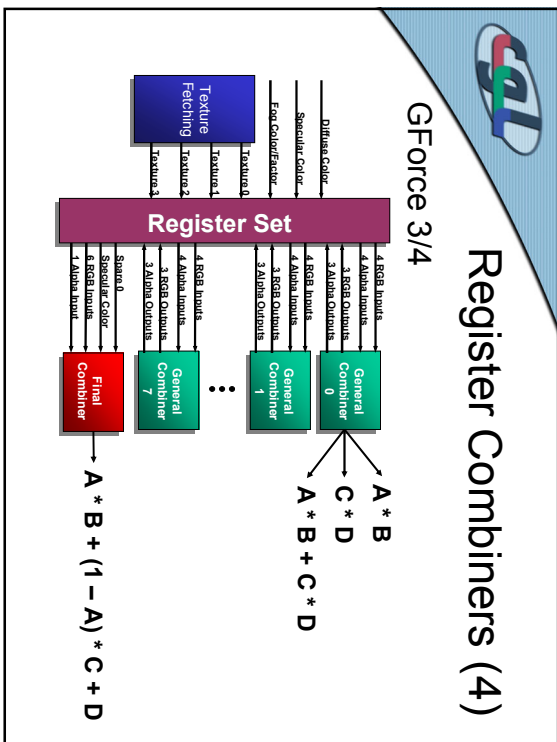 Register Combiners (4)
GForce 3/4
Diffuse Color
Specular Color
Fog Color/Factor
Texture
Fetching
Texture 0
Texture 1
Texture 2
Texture 3
Register Set
4 RGB Inputs
4 Alpha Inputs
3 RGB Outputs
3 Alpha Outputs
General
Combiner
0
A * B
C * D
A * B + C * D
4 RGB Inputs
4 Alpha Inputs
3 RGB Outputs
3 Alpha Outputs
General
Combiner
1
...
4 RGB Inputs
4 Alpha Inputs
3 RGB Outputs
3 Alpha Outputs
General
Combiner
7
Spare 0
Specular Color
6 RGB Inputs
1 Alpha Input
Final
Combiner
A * B + (1 – A) * C + D